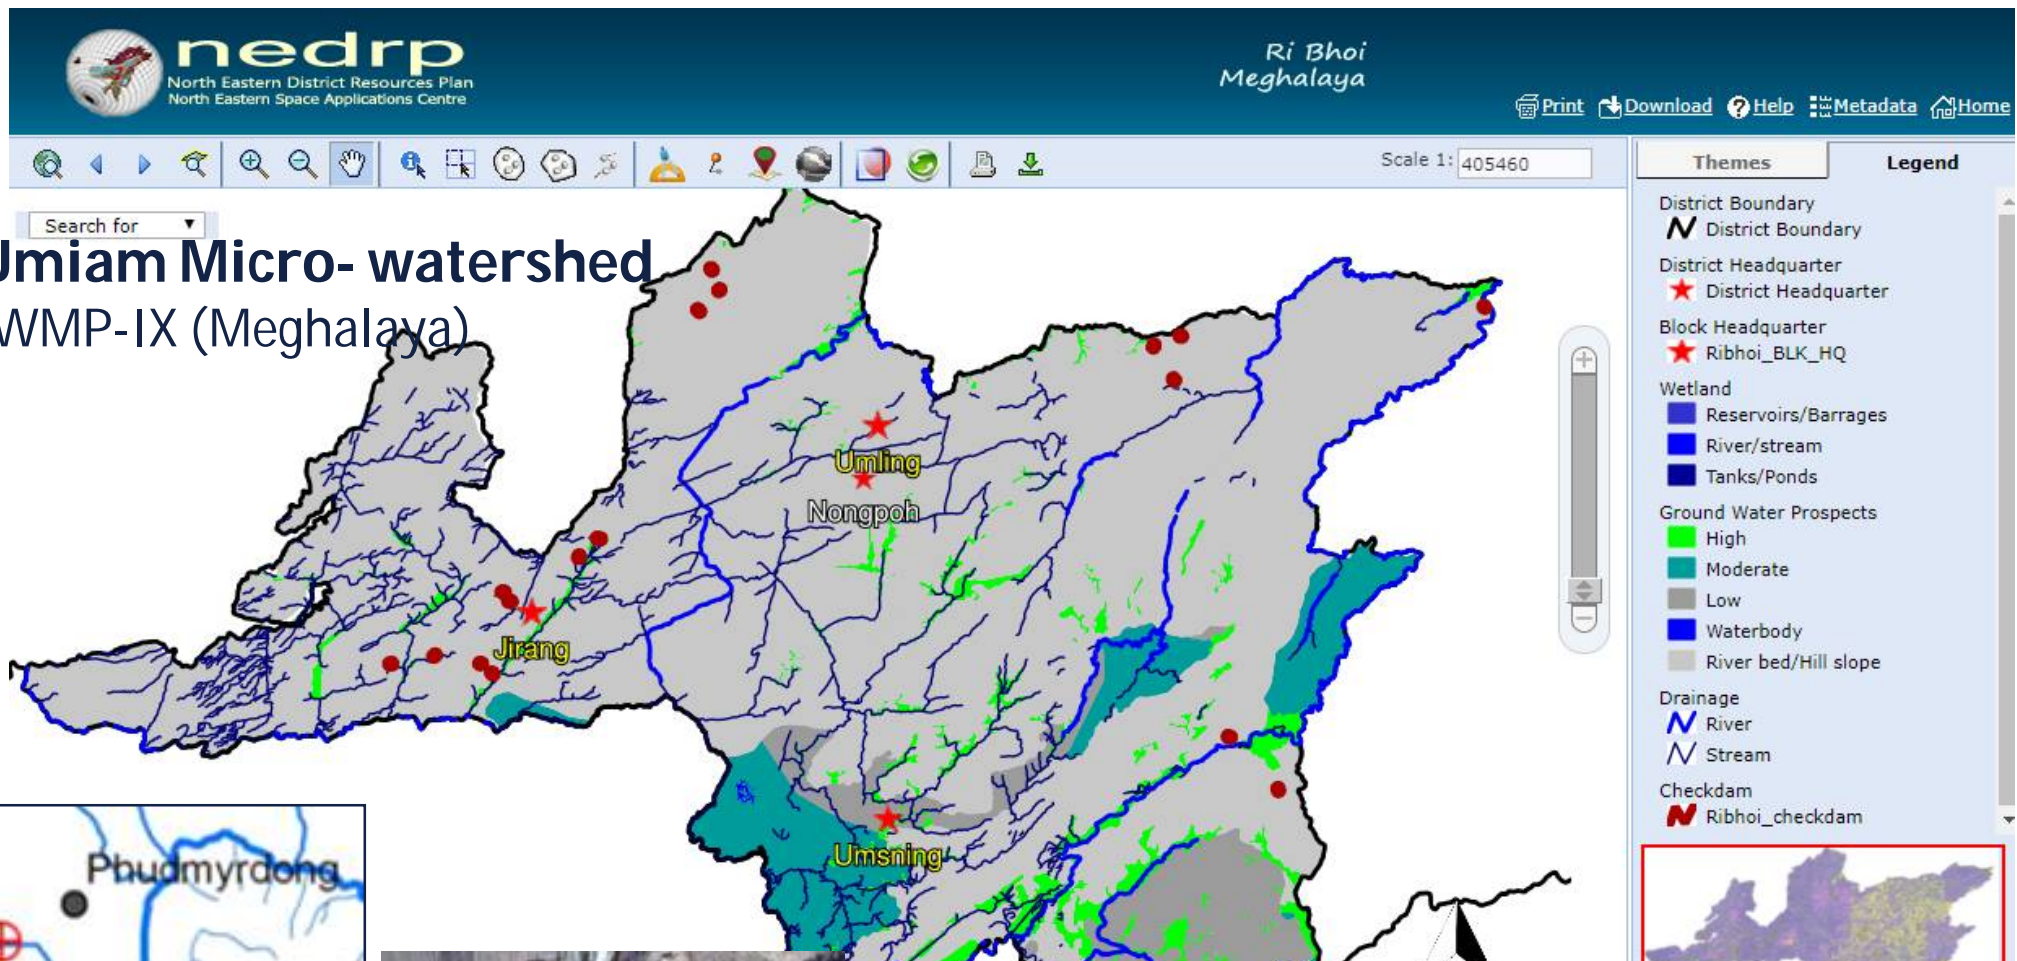 nedrp
North Eastern District Resources Plan
North Eastern Space Applications Centre
Ri Bhoi
Meghalaya
Print Download Help Metadata Home
Scale 1: 405460
Themes Legend
Search for
Umiam Micro- watershed
WMP-IX (Meghalaya)
Umling
Nongpoh
Jirang
Umsning
Phudmyrdong
District Boundary
District Boundary
District Headquarter
District Headquarter
Block Headquarter
Ribhoi_BLK_HQ
Wetland
Reservoirs/Barrages
River/stream
Tanks/Ponds
Ground Water Prospects
High
Moderate
Low
Waterbody
River bed/Hill slope
Drainage
River
Stream
Checkdam
Ribhoi_checkdam